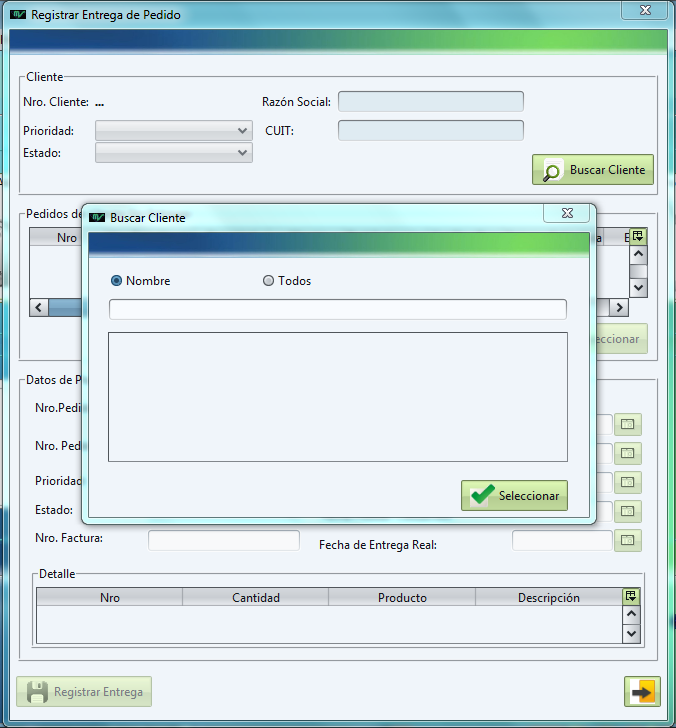 Registrar Entrega de Pedido
Cliente
Nro. Cliente: ...
Razón Social:
Prioridad:
CUIT:
Estado:
Buscar Cliente
Pedidos de
Nro
Buscar Cliente
Nombre
Todos
Seleccionar
eccionar
Datos de P
Nro.Pedi
Nro. Ped
Prioridad
Estado:
Nro. Factura:
Fecha de Entrega Real:
Detalle
Nro Cantidad Producto Descripción
Registrar Entrega